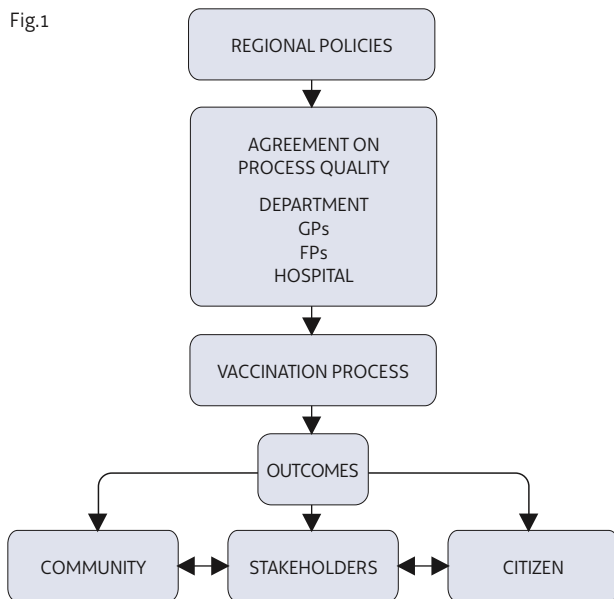 Fig.1
REGIONAL POLICIES
AGREEMENT ON
PROCESS QUALITY
DEPARTMENT
GPs
FPs
HOSPITAL
VACCINATION PROCESS
OUTCOMES
COMMUNITY
STAKEHOLDERS
CITIZEN